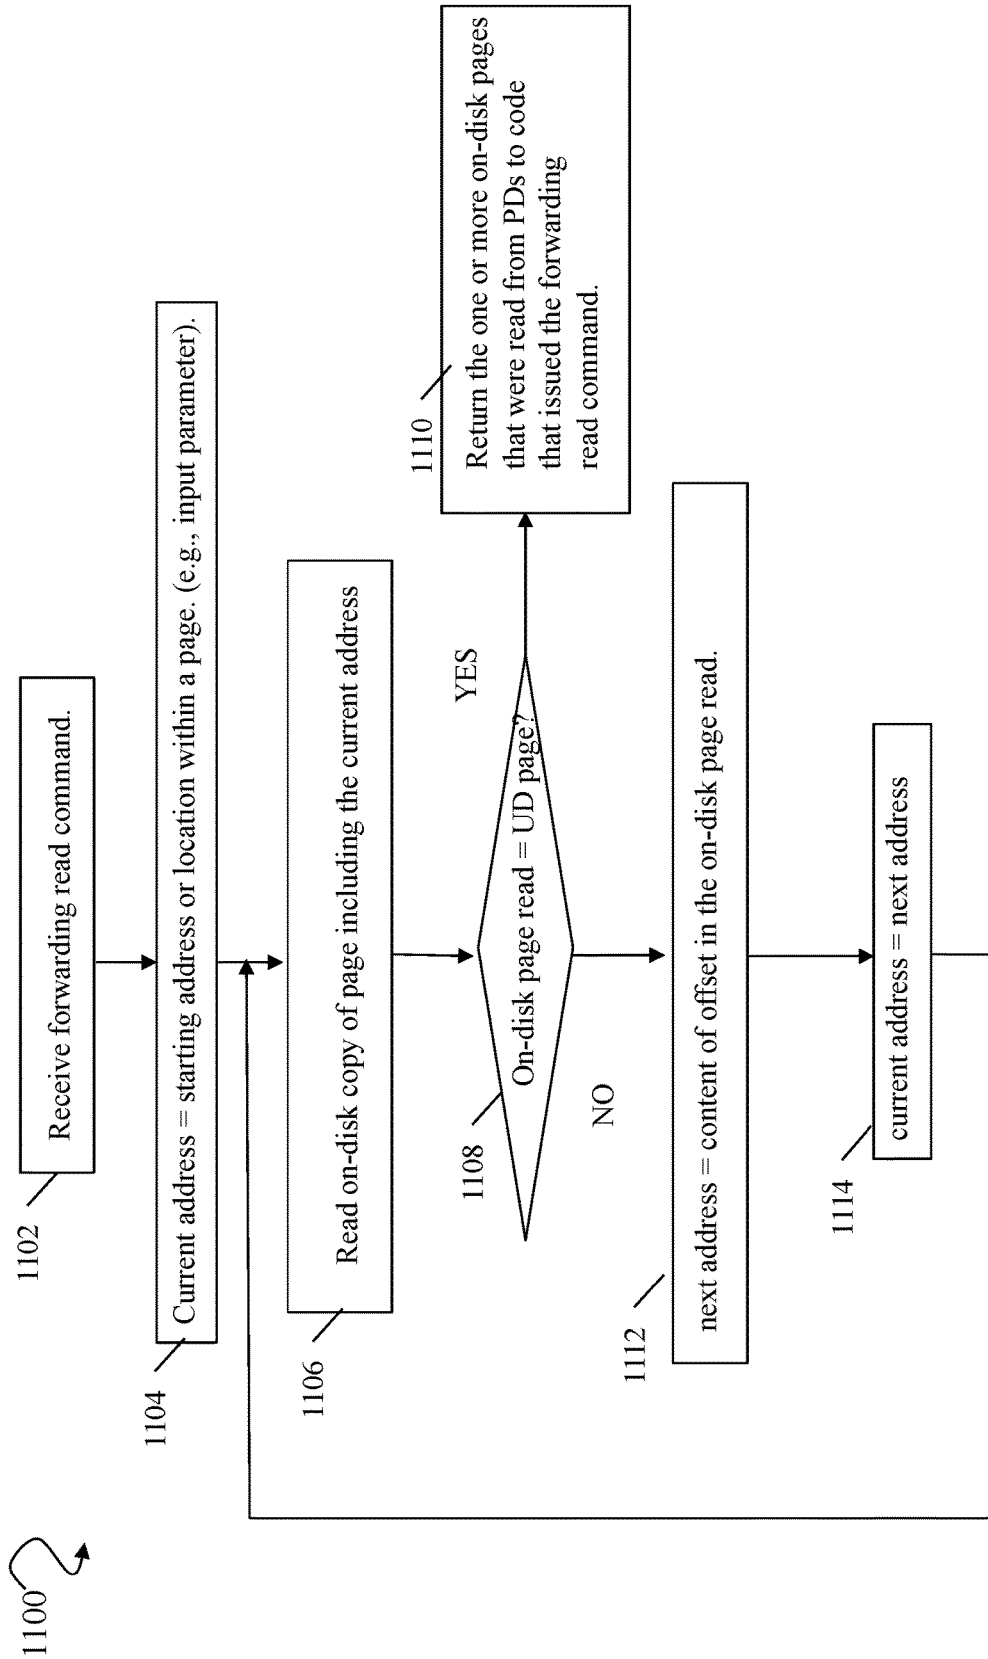 1100
1102
Receive forwarding read command.
1104
Current address = starting address or location within a page. (e.g., input parameter).
1106
Read on-disk copy of page including the current address
1108
On-disk page read = UD page?
YES
NO
1110
Return the one or more on-disk pages
that were read from PDs to code
that issued the forwarding
read command.
1112
next address = content of offset in the on-disk page read.
1114
current address = next address